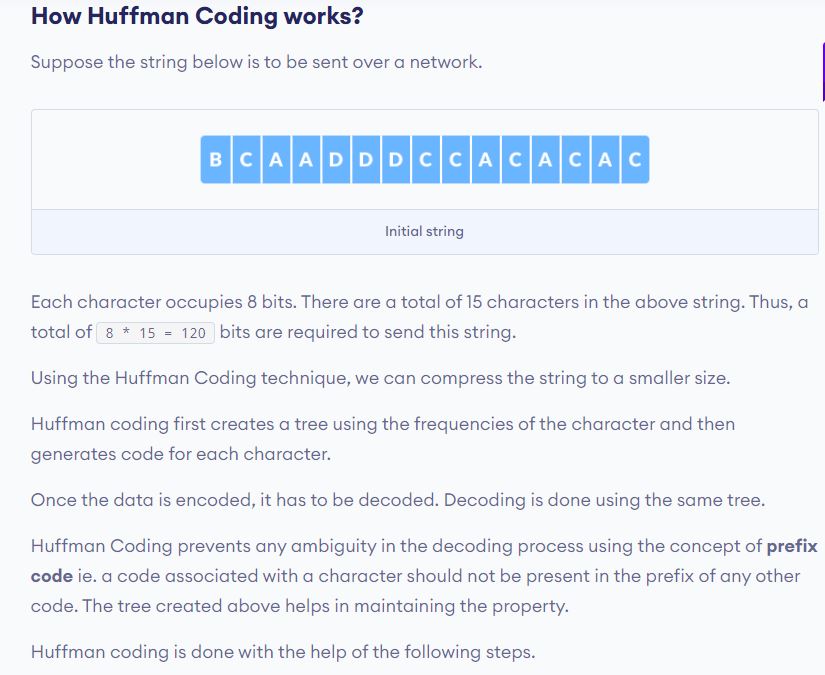 How Huffman Coding works?
Suppose the string below is to be sent over a network.
B C A A D D D C C A C A C A C
Initial string
Each character occupies 8 bits. There are a total of 15 characters in the above string. Thus, a
total of 8 * 15 = 120 bits are required to send this string.
Using the Huffman Coding technique, we can compress the string to a smaller size.
Huffman coding first creates a tree using the frequencies of the character and then
generates code for each character.
Once the data is encoded, it has to be decoded. Decoding is done using the same tree.
Huffman Coding prevents any ambiguity in the decoding process using the concept of prefix
code ie. a code associated with a character should not be present in the prefix of any other
code. The tree created above helps in maintaining the property.
Huffman coding is done with the help of the following steps.